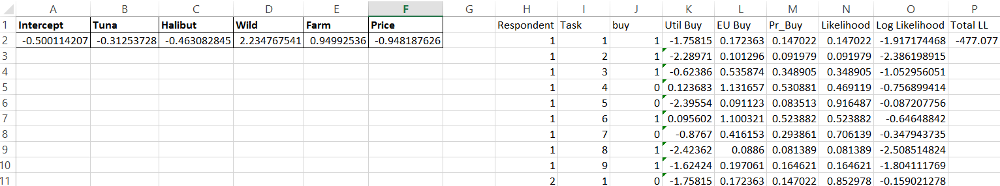 A B C D E F G H I J K L M N O P
1 Intercept Tuna Halibut Wild Farm Price Respondent Task buy Util Buy EU Buy Pr_Buy Likelihood Log Likelihood Total LL
2 -0.500114207 -0.31253728 -0.463082845 2.234767541 0.94992536 -0.948187626 1 1 1 -1.75815 0.172363 0.147022 0.147022 -1.917174468 -477.077
3 1 2 1 -2.28971 0.101296 0.091979 0.091979 -2.386198915
4 1 3 1 -0.62386 0.535874 0.348905 0.348905 -1.052956051
5 1 4 0 0.123683 1.131657 0.530881 0.469119 -0.756899414
6 1 5 0 -2.39554 0.091123 0.083513 0.916487 -0.087207756
7 1 6 1 0.095602 1.100321 0.523882 0.523882 -0.64648842
8 1 7 0 -0.8767 0.416153 0.293861 0.706139 -0.347943735
9 1 8 1 -2.42362 0.0886 0.081389 0.081389 -2.508514824
10 1 9 1 -1.62424 0.197061 0.164621 0.164621 -1.804111769
11 2 1 0 -1.75815 0.172363 0.147022 0.852978 -0.159021278